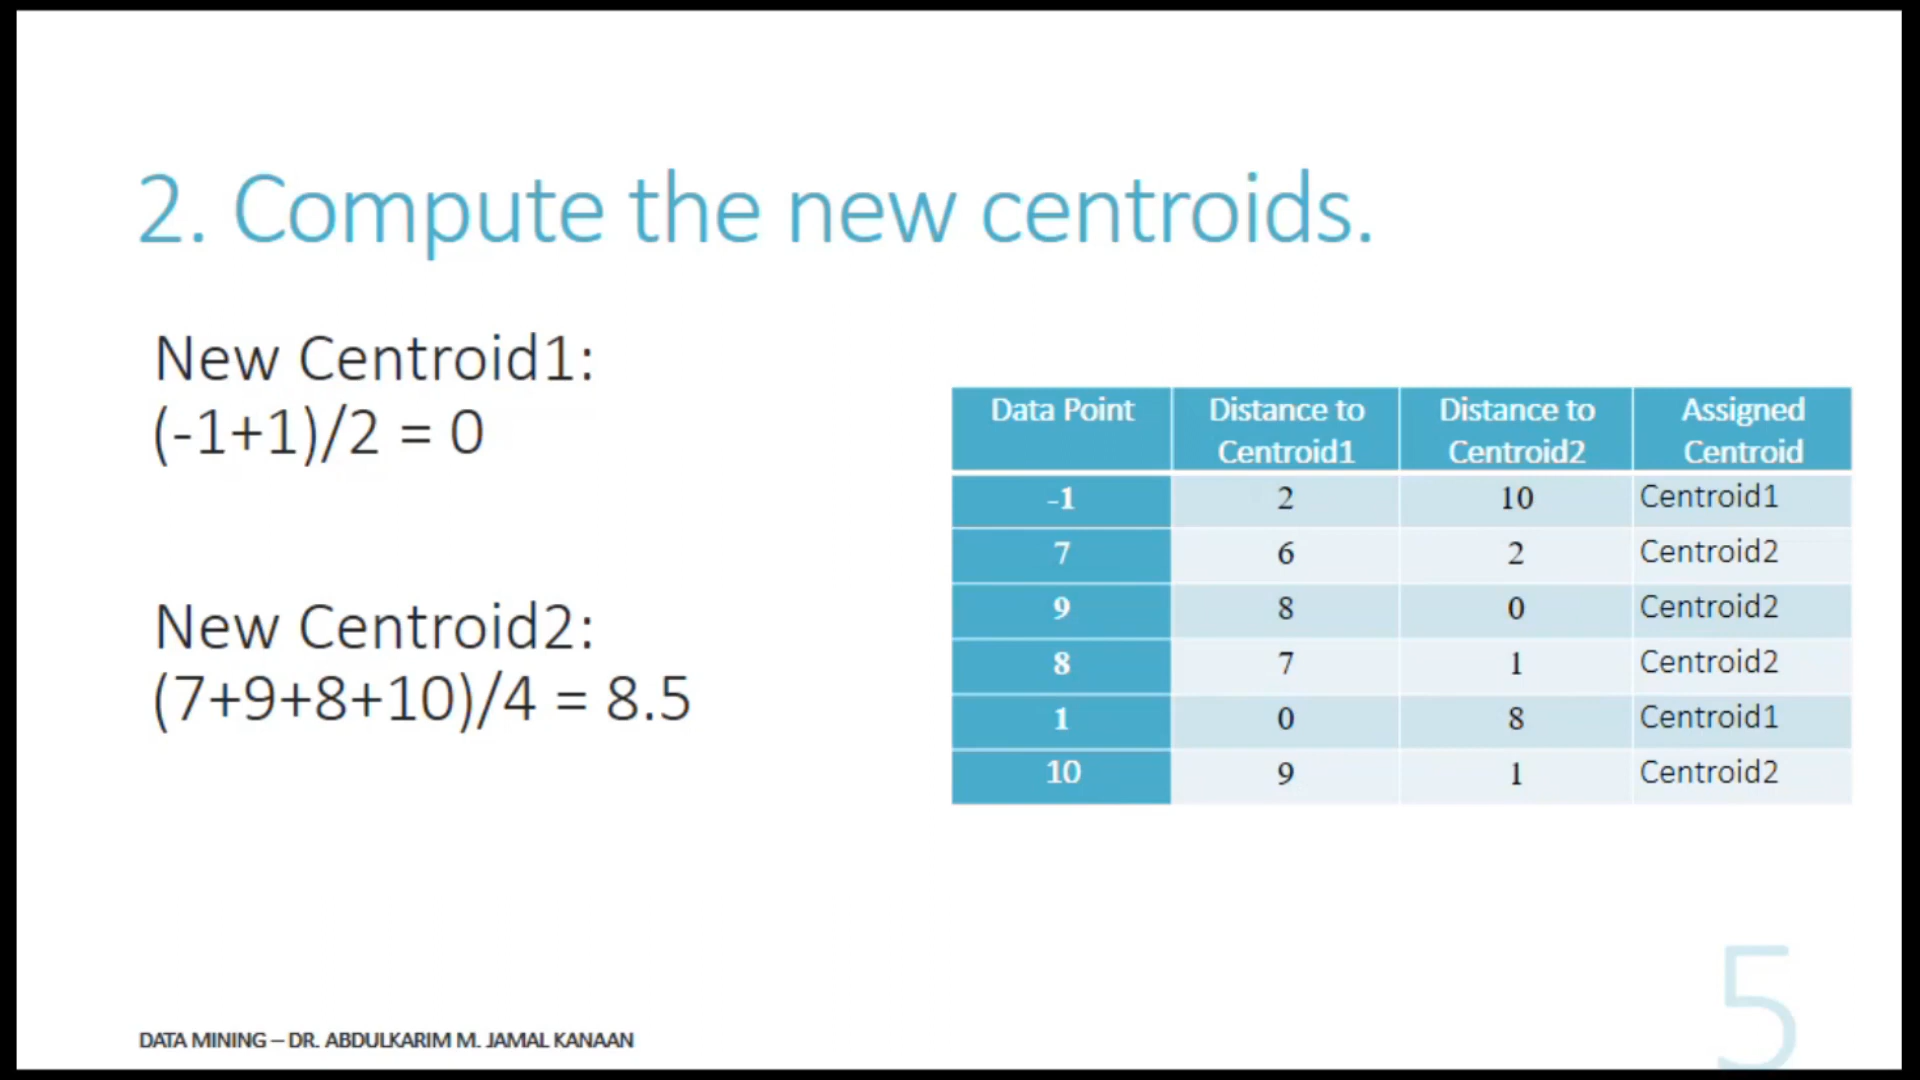 2. Compute the new centroids.
New Centroid1:
(-1+1)/2 = 0
New Centroid2:
(7+9+8+10)/4 = 8.5
Data Point Distance to Centroid1 Distance to Centroid2 Assigned Centroid
-1 2 10 Centroid1
7 6 2 Centroid2
9 8 0 Centroid2
8 7 1 Centroid2
1 0 8 Centroid1
10 9 1 Centroid2
DATA MINING – DR. ABDULKARIM M. JAMAL KANAAN
5